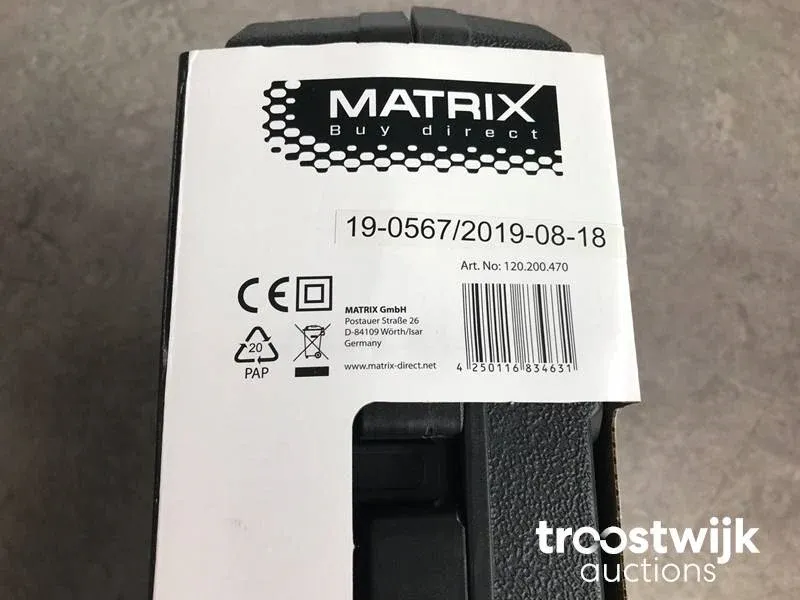 MATRIX
Buy direct
19-0567/2019-08-18
Art. No: 120.200.470
CE
MATRIX GmbH
Postauer Straße 26
D-84109 Wörth/Isar
Germany
www.matrix-direct.net
20
PAP
4 250116 834631
troostwijk
auctions